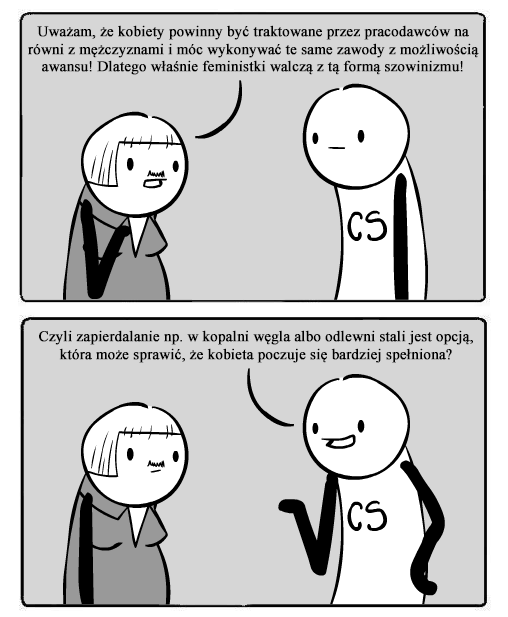 Uważam, że kobiety powinny być traktowane przez pracodawców na
równi z mężczyznami i móc wykonywać te same zawody z możliwością
awansu! Dlatego właśnie feministki walczą z tą formą szowinizmu!
CS
Czyli zapierdalanie np. w kopalni węgla albo odlewni stali jest opcją,
która może sprawić, że kobieta poczuje się bardziej spełniona?
CS